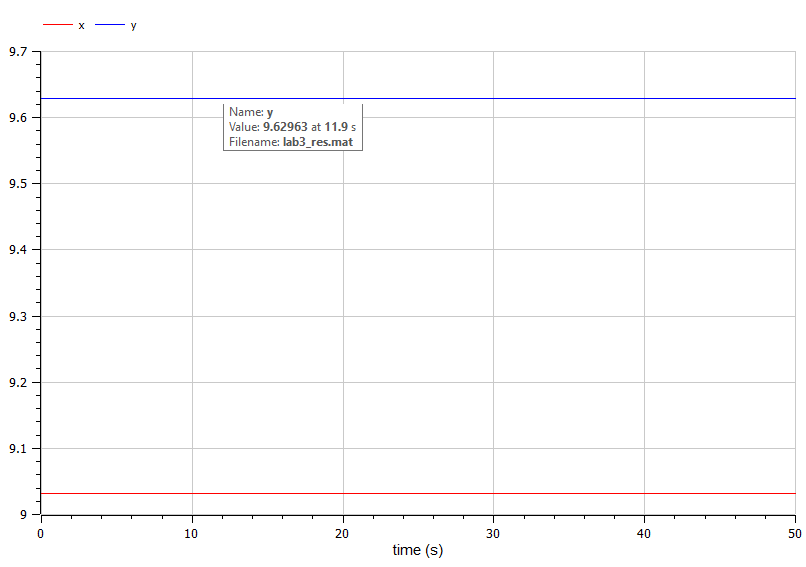 x y
9.7
9.6
Name: y
Value: 9.62963 at 11.9 s
Filename: lab3_res.mat
9.5
9.4
9.3
9.2
9.1
9
0 10 20 30 40 50
time (s)